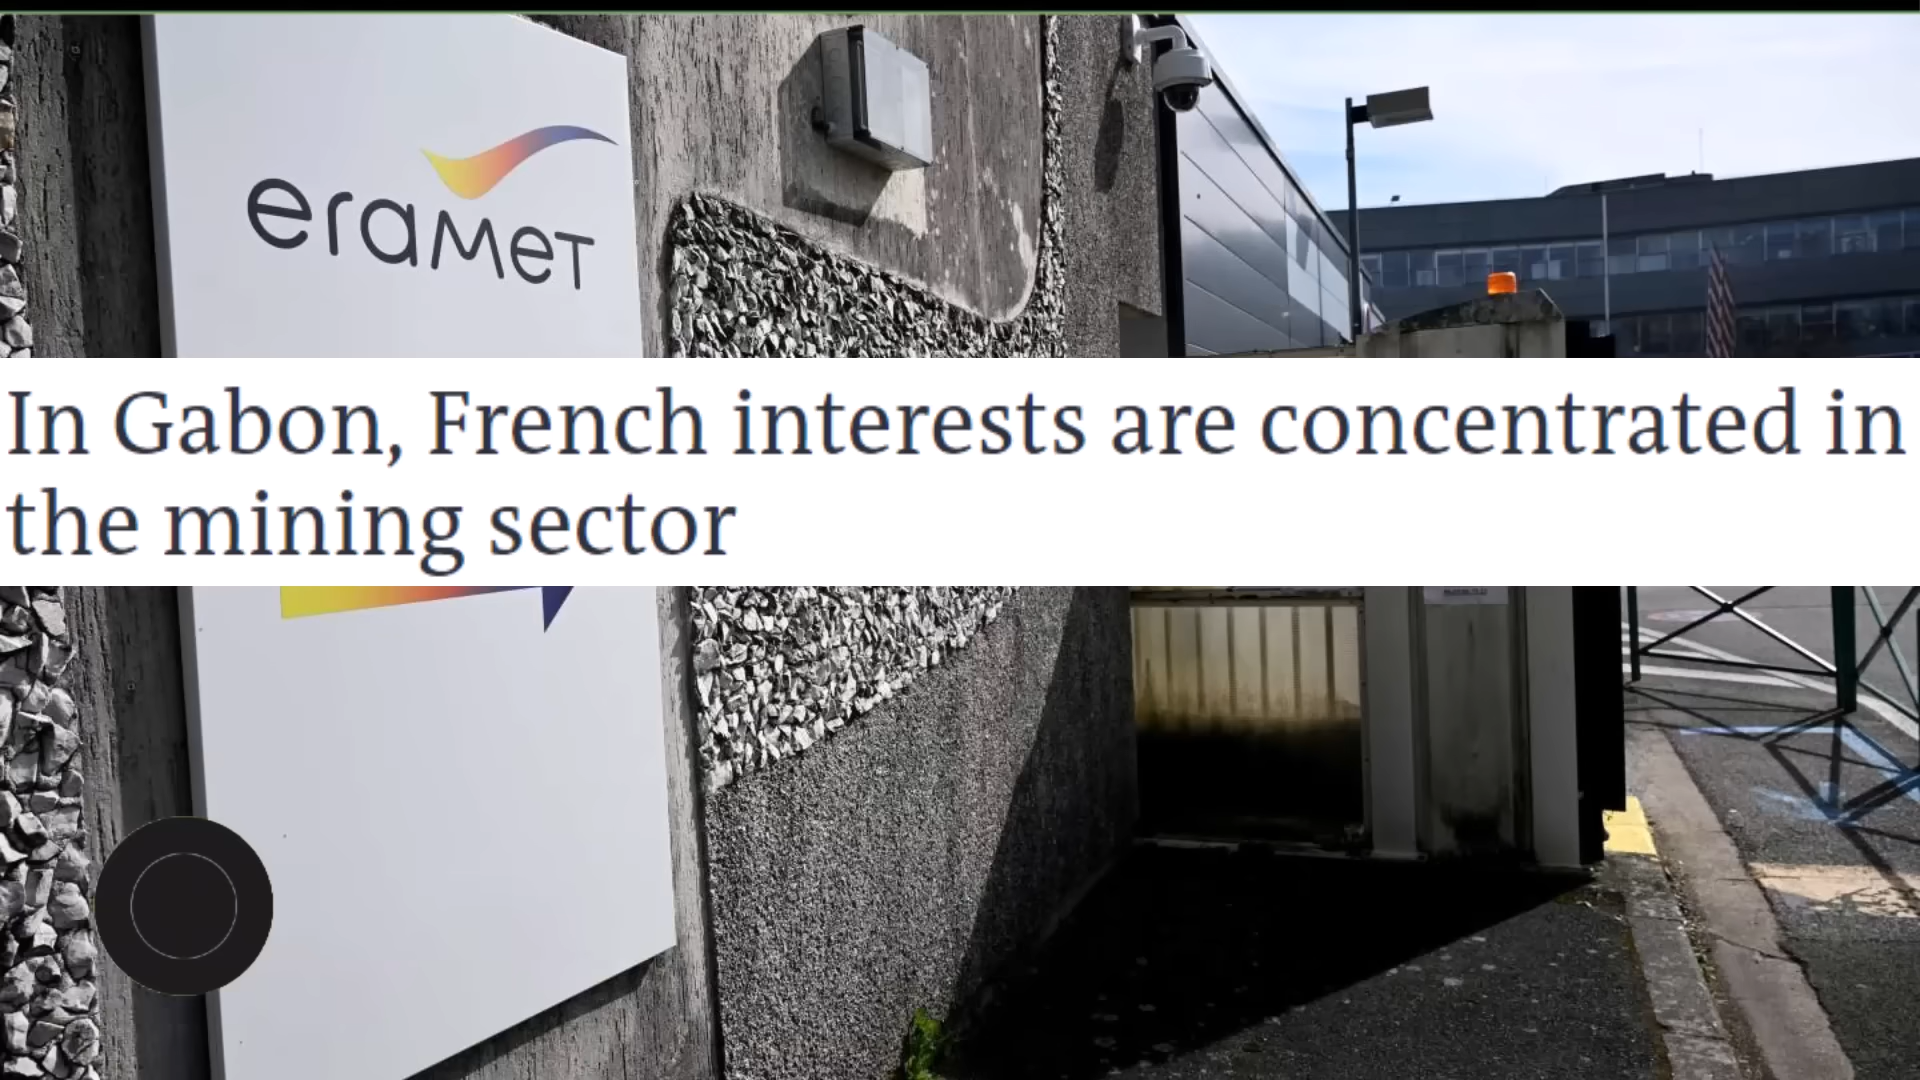 eramet
In Gabon, French interests are concentrated in
the mining sector